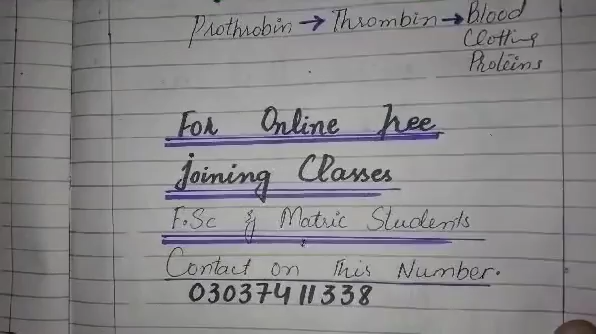 Prothrobin → Thrombin → Blood
Clotting
Proteins
For Online free
joining Classes
F.Sc & Matric Students
Contact on This Number.
03037411338